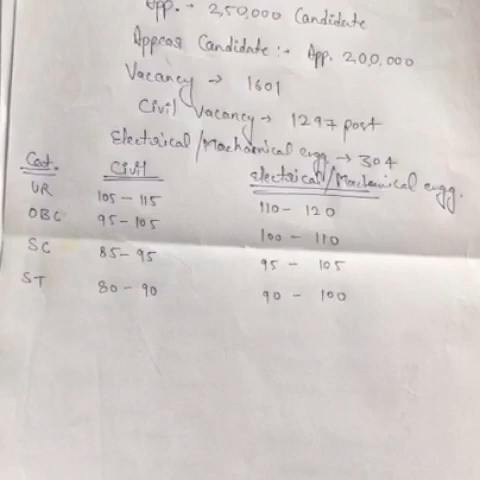 App. - 2,50,000 Candidate
Appear Candidate :- App. 2,00,000
Vacancy → 1601
Civil Vacancy → 1297 post
Electrical/Machanical engg. → 304
Cat. Civil Electrical/Machanical engg.
UR 105-115 110-120
OBC 95-105 100-110
SC 85-95 95-105
ST 80-90 90-100